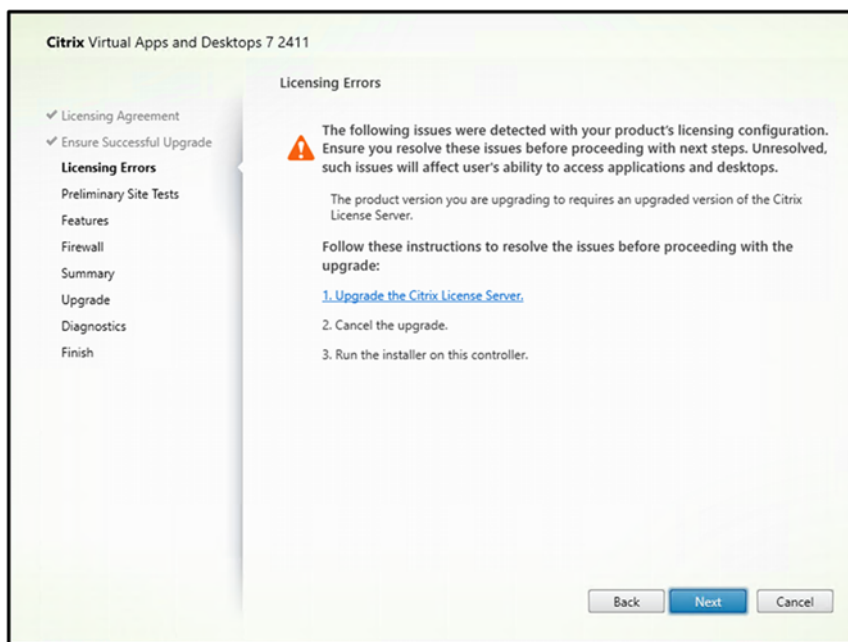 Citrix Virtual Apps and Desktops 7 2411
Licensing Errors
Licensing Agreement
Ensure Successful Upgrade
Licensing Errors
Preliminary Site Tests
Features
Firewall
Summary
Upgrade
Diagnostics
Finish
The following issues were detected with your product's licensing configuration.
Ensure you resolve these issues before proceeding with next steps. Unresolved,
such issues will affect user's ability to access applications and desktops.
The product version you are upgrading to requires an upgraded version of the Citrix
License Server.
Follow these instructions to resolve the issues before proceeding with the
upgrade:
1. Upgrade the Citrix License Server.
2. Cancel the upgrade.
3. Run the installer on this controller.
Back
Next
Cancel